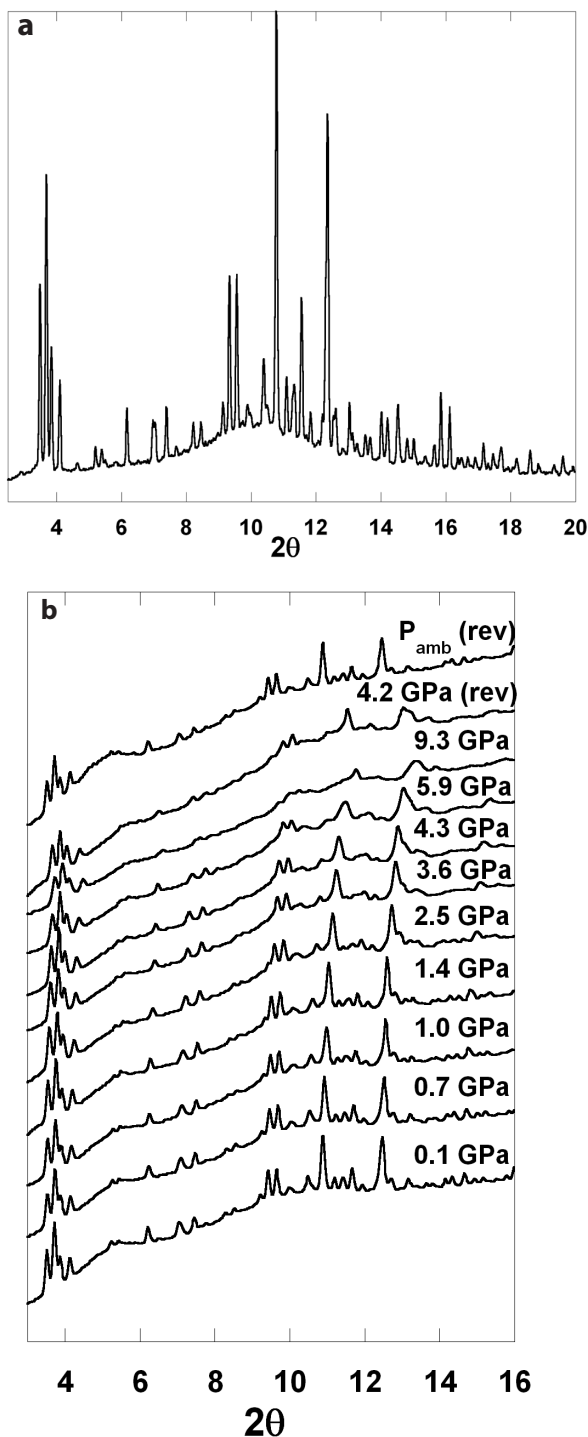 a
4 6 8 10 12 14 16 18 20
2θ
b
P amb (rev)
4.2 GPa (rev)
9.3 GPa
5.9 GPa
4.3 GPa
3.6 GPa
2.5 GPa
1.4 GPa
1.0 GPa
0.7 GPa
0.1 GPa
4 6 8 10 12 14 16
2θ